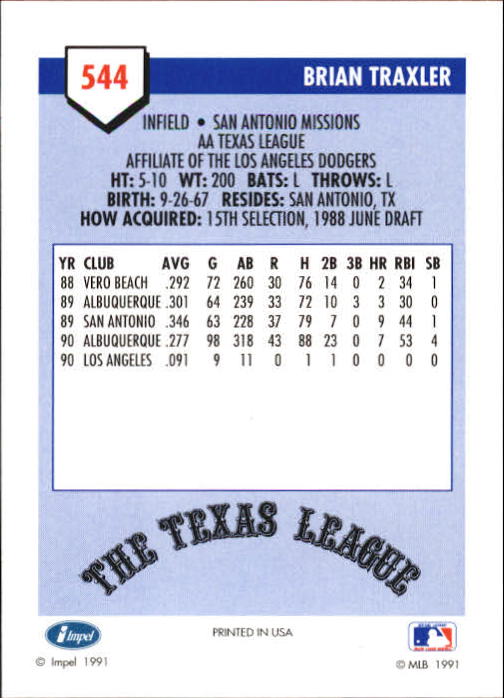 544
BRIAN TRAXLER
INFIELD • SAN ANTONIO MISSIONS
AA TEXAS LEAGUE
AFFILIATE OF THE LOS ANGELES DODGERS
HT: 5-10 WT: 200 BATS: L THROWS: L
BIRTH: 9-26-67 RESIDES: SAN ANTONIO, TX
HOW ACQUIRED: 15TH SELECTION, 1988 JUNE DRAFT
YR CLUB AVG G AB R H 2B 3B HR RBI SB
88 VERO BEACH .292 72 260 30 76 14 0 2 34 1
89 ALBUQUERQUE .301 64 239 33 72 10 3 3 30 0
89 SAN ANTONIO .346 63 228 37 79 7 0 9 44 1
90 ALBUQUERQUE .277 98 318 43 88 23 0 7 53 4
90 LOS ANGELES .091 9 11 0 1 1 0 0 0 0
THE TEXAS LEAGUE
Impel
PRINTED IN USA
© Impel 1991
© MLB 1991